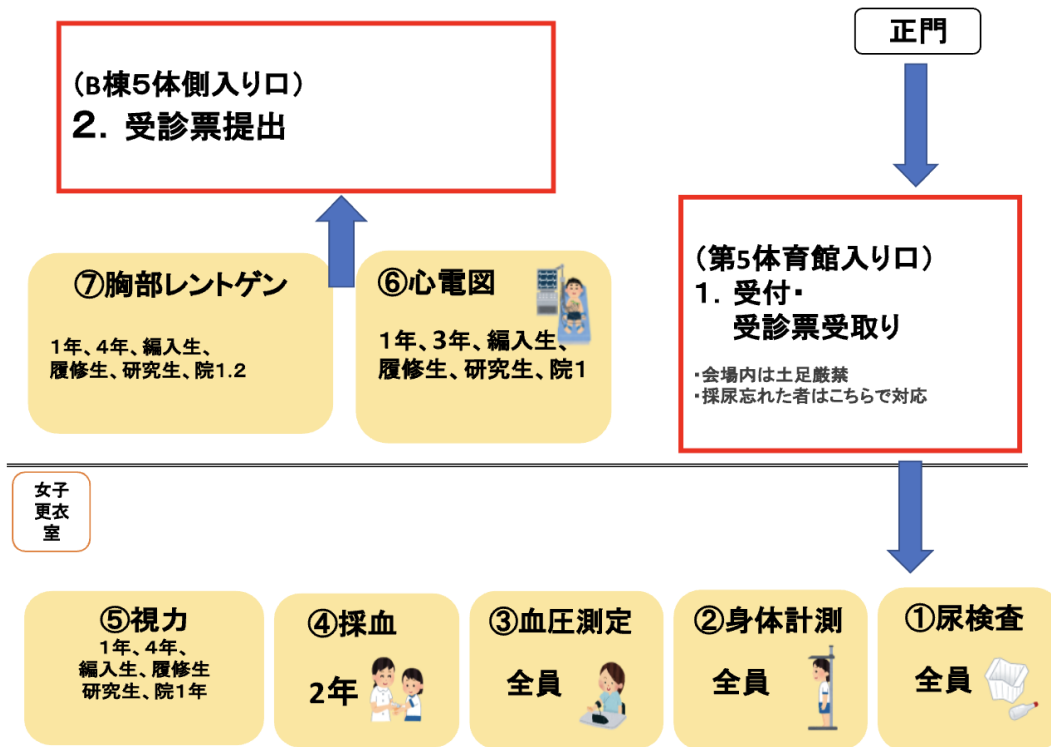 正門
(B棟５体側入り口)
２．受診票提出
(第5体育館入り口)
１．受付・
受診票受取り
・会場内は土足厳禁
・採尿忘れた者はこちらで対応
⑦胸部レントゲン
1年、4年、編入生、
履修生、研究生、院1.2
⑥心電図
1年、3年、編入生、
履修生、研究生、院1
女子
更衣
室
⑤視力
1年、4年、
編入生、履修生
研究生、院1年
④採血
2年
③血圧測定
全員
②身体計測
全員
①尿検査
全員